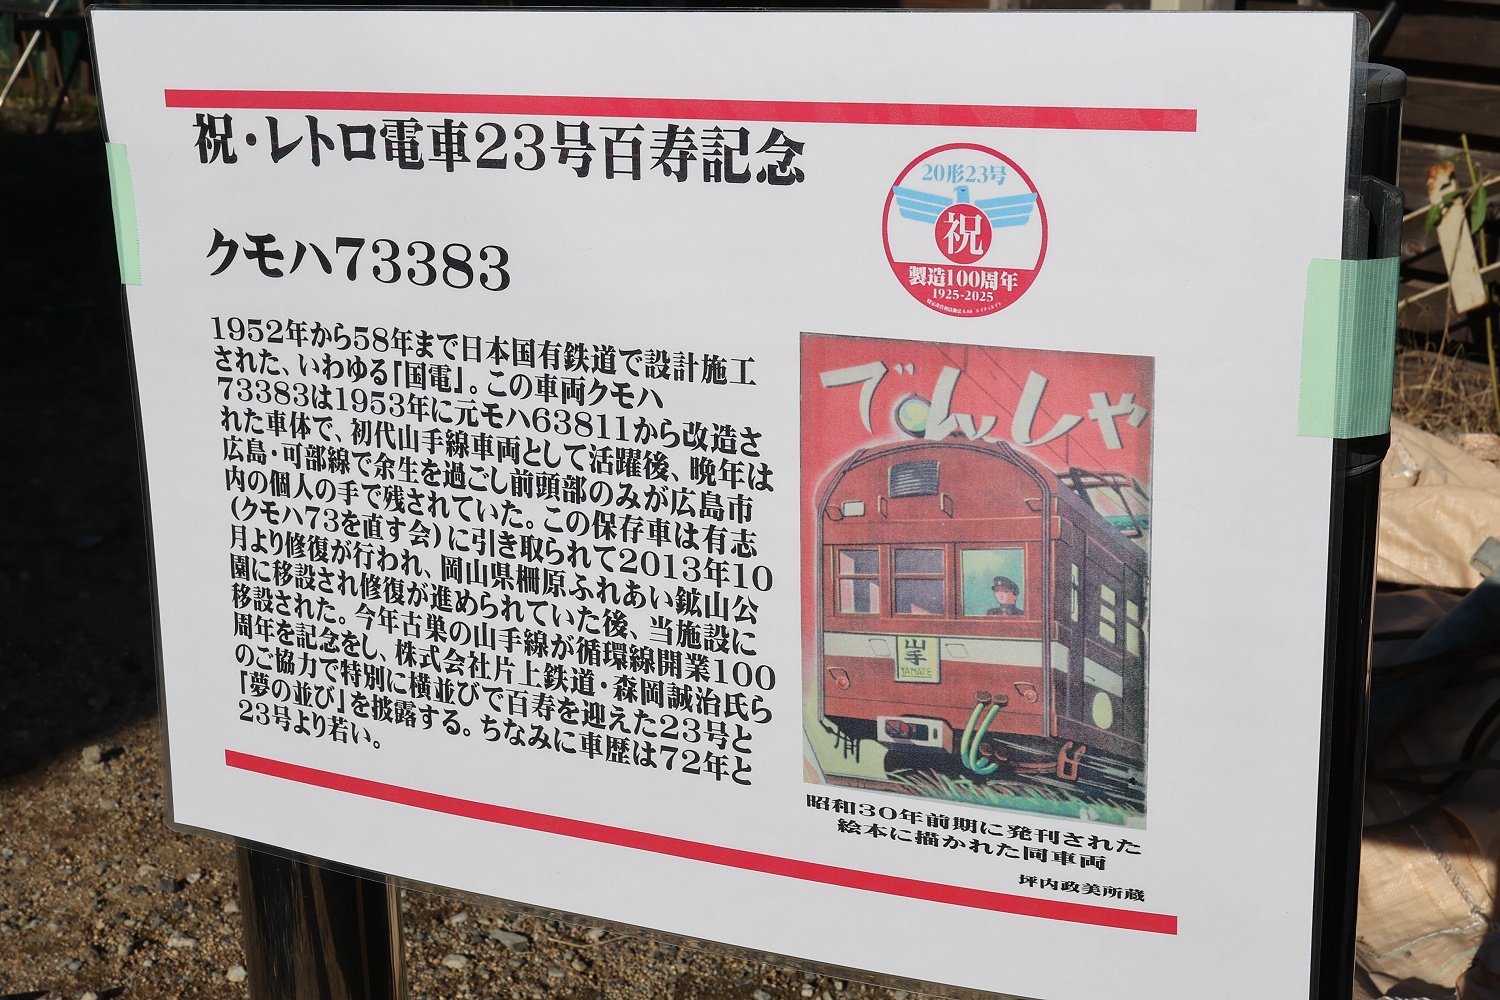 祝・レトロ電車23号百寿記念
クモハ73383
1952年から58年まで日本国有鉄道で設計施工
された、いわゆる「国電」。この車両クモハ
73383は1953年に元モハ63811から改造さ
れた車体で、初代山手線車両として活躍後、晩年は
広島・可部線で余生を過ごし前頭部のみが広島市
内の個人の手で残されていた。この保存車は有志
(クモハ73を直す会)に引き取られて2013年10
月より修復が行われ、岡山県柵原ふれあい鉱山公
園に移設され修復が進められていた後、当施設に
移設された。今年古巣の山手線が循環線開業100
周年を記念をし、株式会社片上鉄道・森岡誠治氏ら
のご協力で特別に横並びで百寿を迎えた23号と
「夢の並び」を披露する。ちなみに車歴は72年と
23号より若い。
20形23号
祝
製造100周年
1925-2025
でんしゃ
山手
YAMATE
昭和30年前期に発刊された
絵本に描かれた同車両
坪内政美所蔵